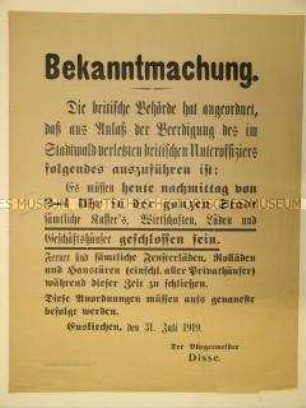 Bekanntmachung.
Die britische Behörde hat angeordnet,
daß aus Anlaß der Beerdigung des im
Stadtwald verletzten britischen Unteroffiziers
folgendes auszuführen ist:
Es müssen heute nachmittag von
2–4 Uhr in der ganzen Stadt
sämtliche Kaffee's, Wirtschaften, Läden und
Geschäftshäuser geschlossen sein.
Ferner sind sämtliche Fensterläden, Rolläden
und Haustüren (einschl. aller Privathäuser)
während dieser Zeit zu schließen.
Diese Anordnungen müssen aufs genaueste
befolgt werden.
Euskirchen, den 31. Juli 1919.
Der Bürgermeister
Disse.